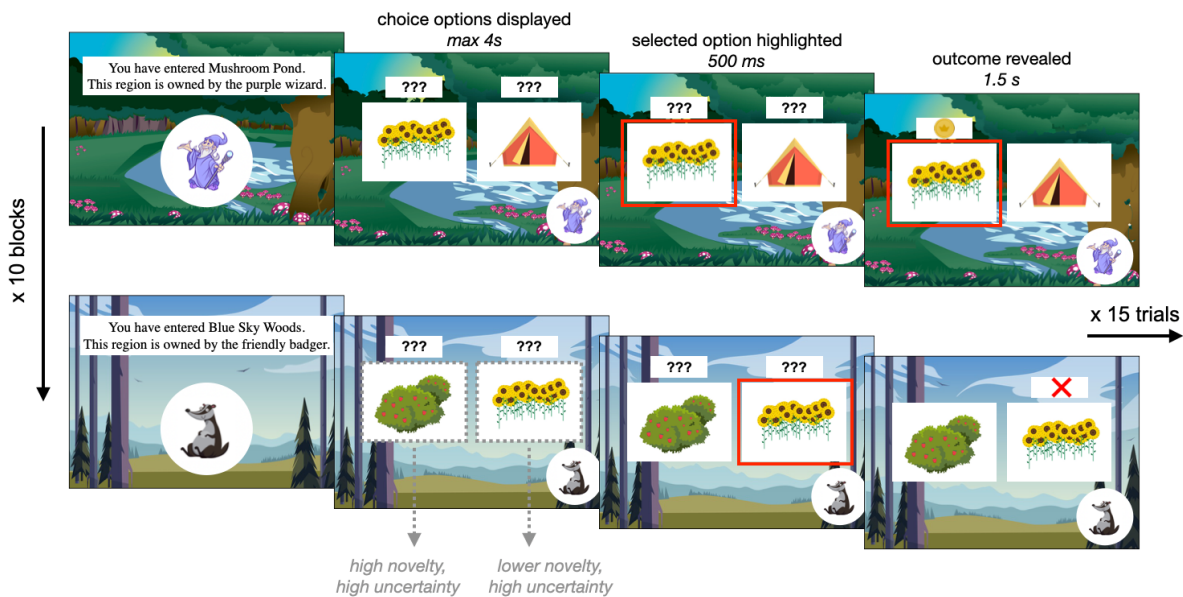 choice options displayed
max 4s
selected option highlighted
500 ms
outcome revealed
1.5 s
You have entered Mushroom Pond.
This region is owned by the purple wizard.
???
???
???
???
x 10 blocks
x 15 trials
You have entered Blue Sky Woods.
This region is owned by the friendly badger.
???
???
???
???
high novelty,
high uncertainty
lower novelty,
high uncertainty